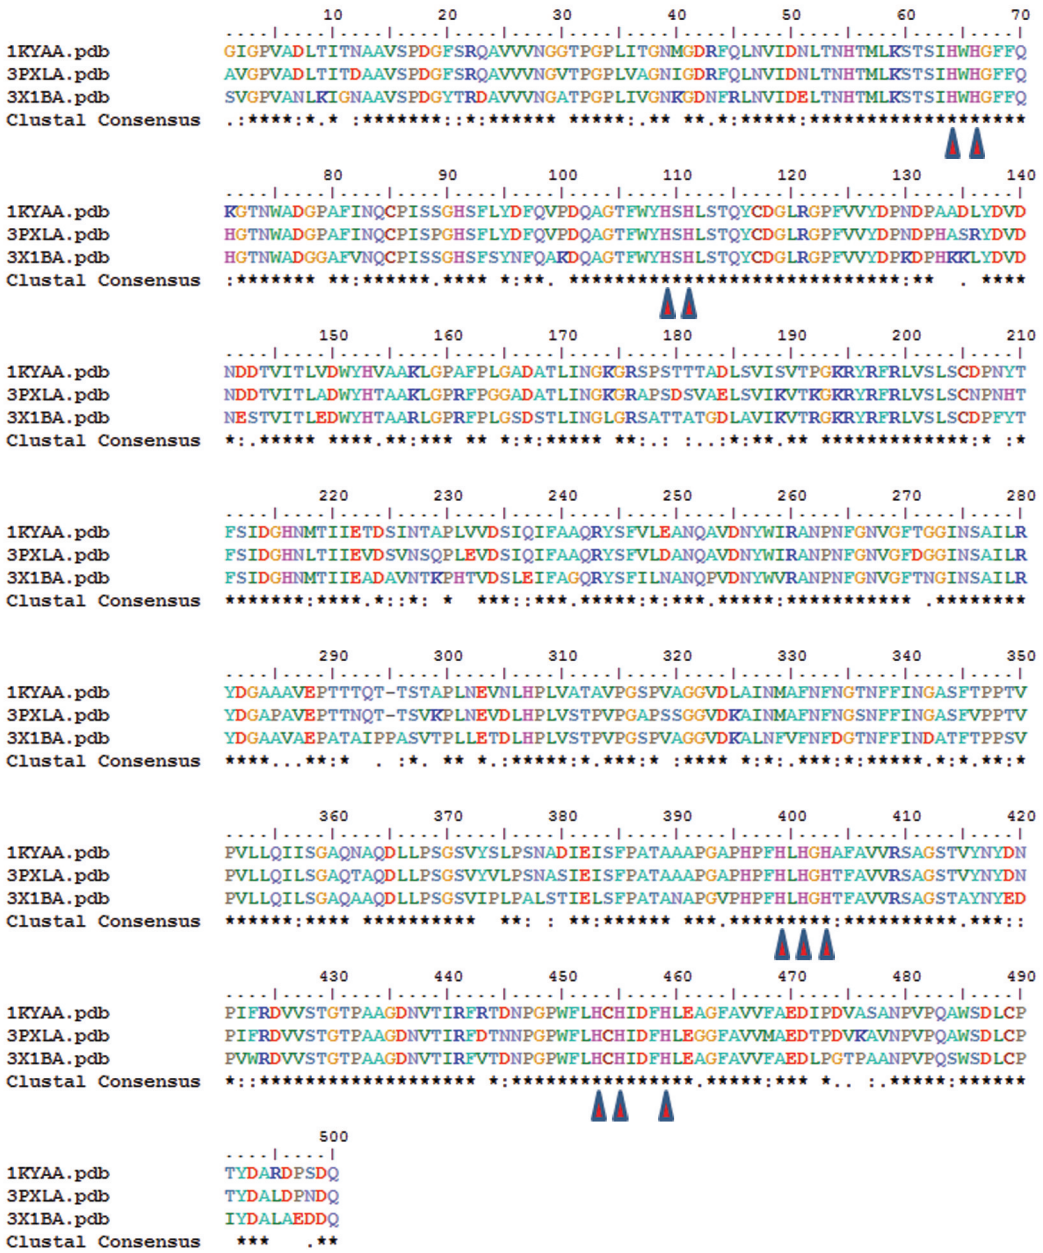 10 20 30 40 50 60 70
....|....|....|....|....|....|....|....|....|....|....|....|....|....|
1KYAA.pdb GIGPVADLTITNAAVSPDGFSRQAVVVNGGTPGPLITGNMGDRFQLNVIDNLTNHTMLKSTSIHWHGFFQ
3PXLA.pdb AVGPVADLTITDAAVSPDGFSRQAVVVNGVTPGPLVAGNIGDRFQLNVIDNLTNHTMLKSTSIHWHGFFQ
3X1BA.pdb SVGPVANLKIGNAAVSPDGYTRDAVVVNGATPGPLIVGNKGDNFRLNVIDELTNHTMLKSTSIHWHGFFQ
Clustal Consensus .:****:*.* :*******::*:****** *****:.** **.*:*****:*******************
80 90 100 110 120 130 140
....|....|....|....|....|....|....|....|....|....|....|....|....|....|
1KYAA.pdb KGTNWADGPAFINQCPISSGHSFLYDFQVPDQAGTFWYHSHLSTQYCDGLRGPFVVYDPNDPAADLYDVD
3PXLA.pdb HGTNWADGPAFINQCPISPGHSFLYDFQVPDQAGTFWYHSHLSTQYCDGLRGPFVVYDPNDPHASRYDVD
3X1BA.pdb HGTNWADGGAFVNQCPISSGHSFSYNFQAKDQAGTFWYHSHLSTQYCDGLRGPFVVYDPKDPHKKLYDVD
Clustal Consensus :******* **:******.**** *:**. *****************************:**  . ****
150 160 170 180 190 200 210
....|....|....|....|....|....|....|....|....|....|....|....|....|....|
1KYAA.pdb NDDTVITLVDWYHVAAKLGPAFPLGADATLINGKGRSPSTTTADLSVISVTPGKRYRFRLVSLSCDPNYT
3PXLA.pdb NDDTVITLADWYHTAAKLGPRFPGGADATLINGKGRAPSDSVAELSVIKVTKGKRYRFRLVSLSCNPNHT
3X1BA.pdb NESTVITLEDWYHTAARLGPRFPLGSDSTLINGLGRSATTATGDLAVIKVTRGKRYRFRLVSLSCDPFYT
Clustal Consensus *:.***** ****.**:*** ** *:*:***** **:.: :..:*:**.** *************:* :*
220 230 240 250 260 270 280
....|....|....|....|....|....|....|....|....|....|....|....|....|....|
1KYAA.pdb FSIDGHNMTIIETDSINTAPLVVDSIQIFAAQRYSFVLEANQAVDNYWIRANPNFGNVGFTGGINSAILR
3PXLA.pdb FSIDGHNLTIIEVDSVNSQPLEVDSIQIFAAQRYSFVLDANQAVDNYWIRANPNFGNVGFDGGINSAILR
3X1BA.pdb FSIDGHNMTIIEADAVNTKPHTVDSLEIFAGQRYSFILNANQPVDNYWVRANPNFGNVGFTNGINSAILR
Clustal Consensus *******:****.*::*: *  ***::***.*****:*:***.*****:*********** .********
290 300 310 320 330 340 350
....|....|....|....|....|....|....|....|....|....|....|....|....|....|
1KYAA.pdb YDGAAAVEPTTTQT-TSTAPLNEVNLHPLVATAVPGSPVAGGVDLAINMAFNFNGTNFFINGASFTPPTV
3PXLA.pdb YDGAPAVEPTTNQT-TSVKPLNEVDLHPLVSTPVPGAPSSGGVDKAINMAFNFNGSNFFINGASFVPPTV
3X1BA.pdb YDGAAVAEPATAIPPASVTPLLETDLHPLVSTPVPGSPVAGGVDKALNFVFNFDGTNFFINDATFTPPSV
Clustal Consensus ****...**:*  . :*. ** *.:*****:*.***:* :**** *:*:.***:*:*****.*:*.**:*
360 370 380 390 400 410 420
....|....|....|....|....|....|....|....|....|....|....|....|....|....|
1KYAA.pdb PVLLQIISGAQNAQDLLPSGSVYSLPSNADIEISFPATAAAPGAPHPFHLHGHAFAVVRSAGSTVYNYDN
3PXLA.pdb PVLLQILSGAQTAQDLLPSGSVYVLPSNASIEISFPATAAAPGAPHPFHLHGHTFAVVRSAGSTVYNYDN
3X1BA.pdb PVLLQILSGAQAAQDLLPSGSVIPLPALSTIELSFPATANAPGVPHPFHLHGHTFAVVRSAGSTAYNYED
Clustal Consensus ******:**** **********  **: : **:****** ***.*********:**********.***::
430 440 450 460 470 480 490
....|....|....|....|....|....|....|....|....|....|....|....|....|....|
1KYAA.pdb PIFRDVVSTGTPAAGDNVTIRFRTDNPGPWFLHCHIDFHLEAGFAVVFAEDIPDVASANPVPQAWSDLCP
3PXLA.pdb PIFRDVVSTGTPAAGDNVTIRFDTNNPGPWFLHCHIDFHLEGGFAVVMAEDTPDVKAVNPVPQAWSDLCP
3X1BA.pdb PVWRDVVSTGTPAAGDNVTIRFVTDNPGPWFLHCHIDFHLEAGFAVVFAEDLPGTPAANPVPQSWSDLCP
Clustal Consensus *::******************* *:****************.*****:*** *.. :.*****:******
500
....|....|
1KYAA.pdb TYDARDPSDQ
3PXLA.pdb TYDALDPNDQ
3X1BA.pdb IYDALAEDDQ
Clustal Consensus  ***   .**